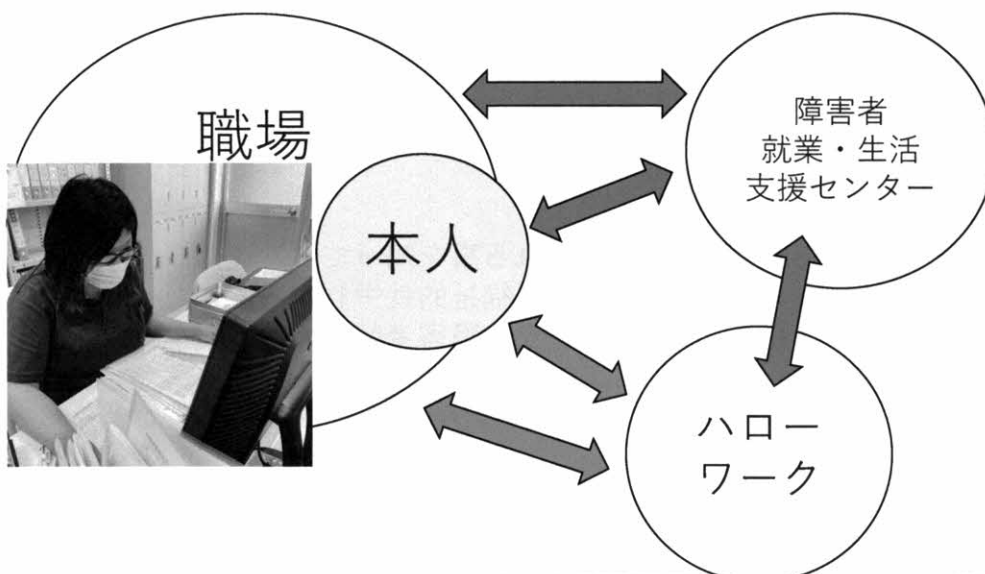 職場
本人
障害者
就業・生活
支援センター
ハロー
ワーク